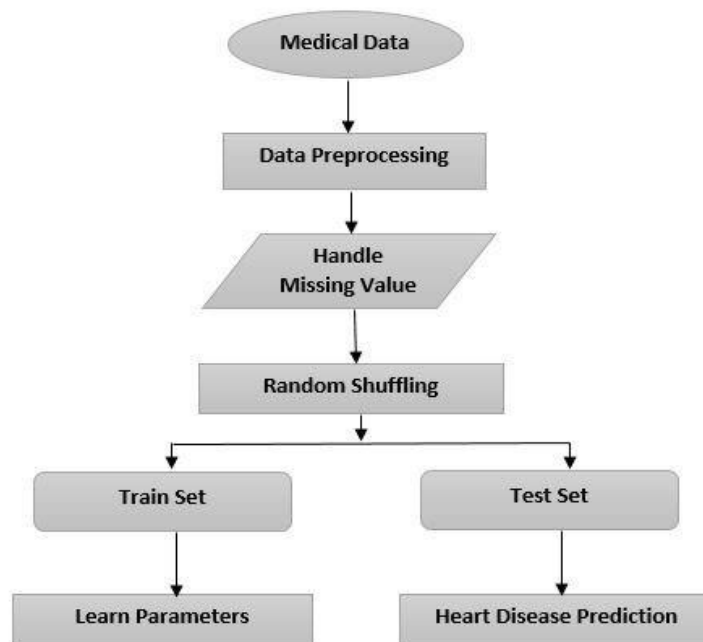 Medical Data
Data Preprocessing
Handle
Missing Value
Random Shuffling
Train Set
Test Set
Learn Parameters
Heart Disease Prediction